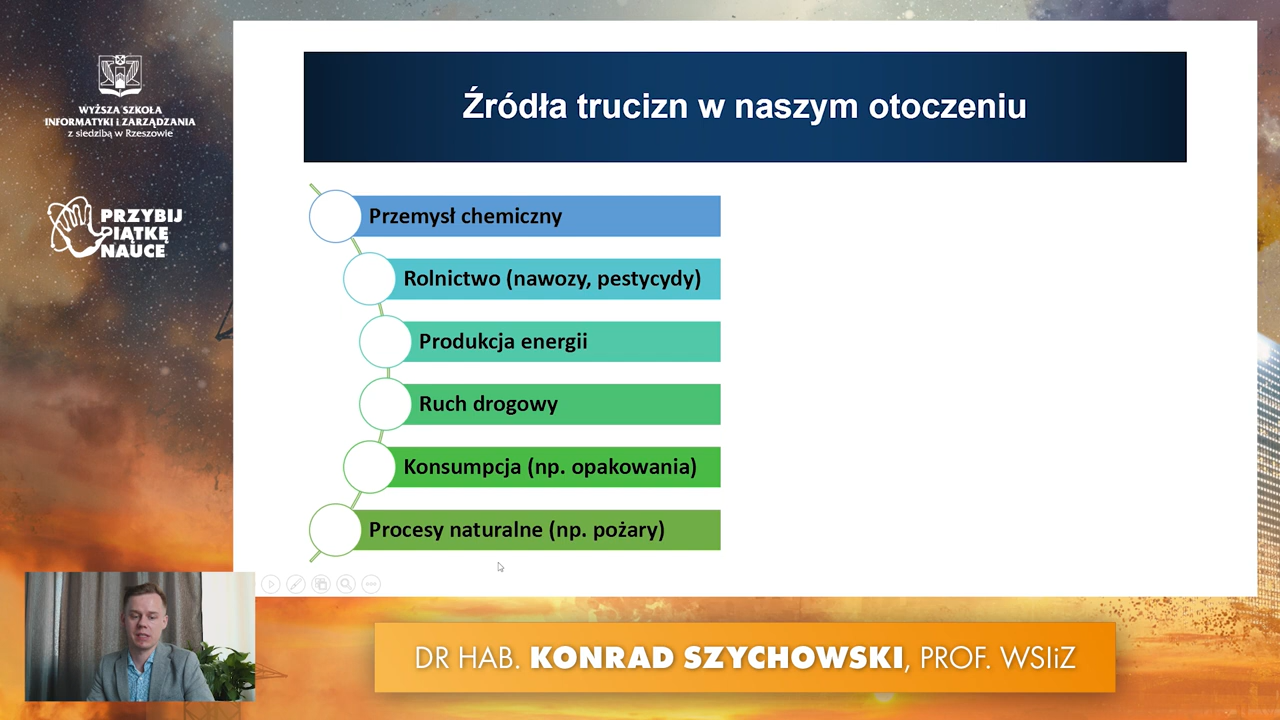 WYŻSZA SZKOŁA
INFORMATYKI i ZARZĄDZANIA
z siedzibą w Rzeszowie
PRZYBIJ
PIĄTKĘ
NAUCE
Źródła trucizn w naszym otoczeniu
Przemysł chemiczny
Rolnictwo (nawozy, pestycydy)
Produkcja energii
Ruch drogowy
Konsumpcja (np. opakowania)
Procesy naturalne (np. pożary)
DR HAB. KONRAD SZYCHOWSKI, PROF. WSIiZ